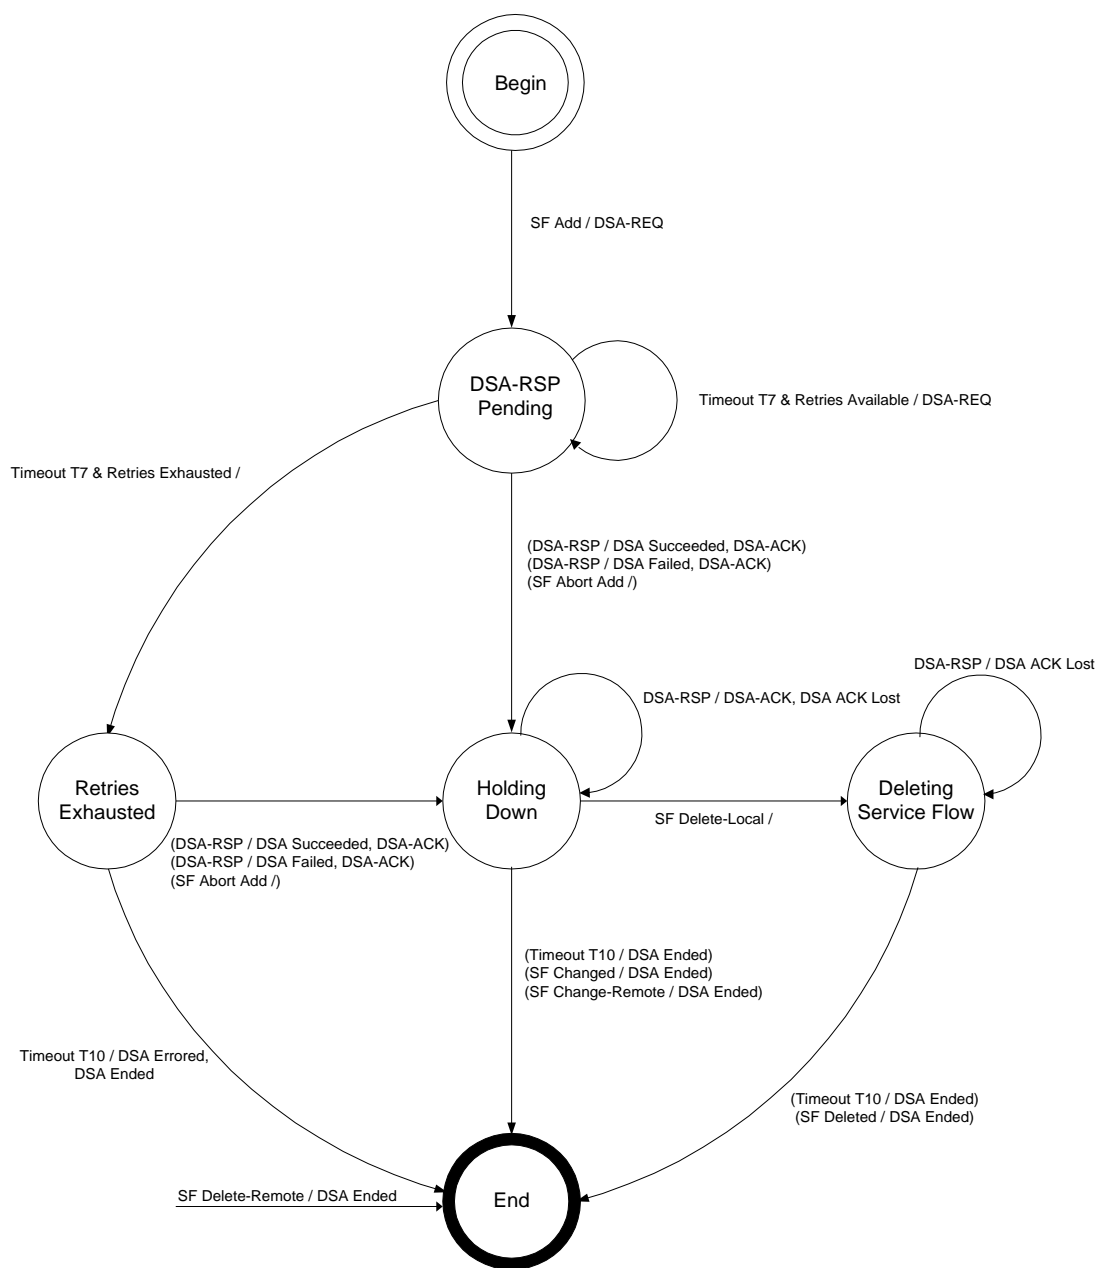 Begin
SF Add / DSA-REQ
DSA-RSP
Pending
Timeout T7 & Retries Available / DSA-REQ
Timeout T7 & Retries Exhausted /
(DSA-RSP / DSA Succeeded, DSA-ACK)
(DSA-RSP / DSA Failed, DSA-ACK)
(SF Abort Add /)
DSA-RSP / DSA ACK Lost
DSA-RSP / DSA-ACK, DSA ACK Lost
Retries
Exhausted
Holding
Down
Deleting
Service Flow
SF Delete-Local /
(DSA-RSP / DSA Succeeded, DSA-ACK)
(DSA-RSP / DSA Failed, DSA-ACK)
(SF Abort Add /)
(Timeout T10 / DSA Ended)
(SF Changed / DSA Ended)
(SF Change-Remote / DSA Ended)
Timeout T10 / DSA Errored,
DSA Ended
(Timeout T10 / DSA Ended)
(SF Deleted / DSA Ended)
SF Delete-Remote / DSA Ended
End